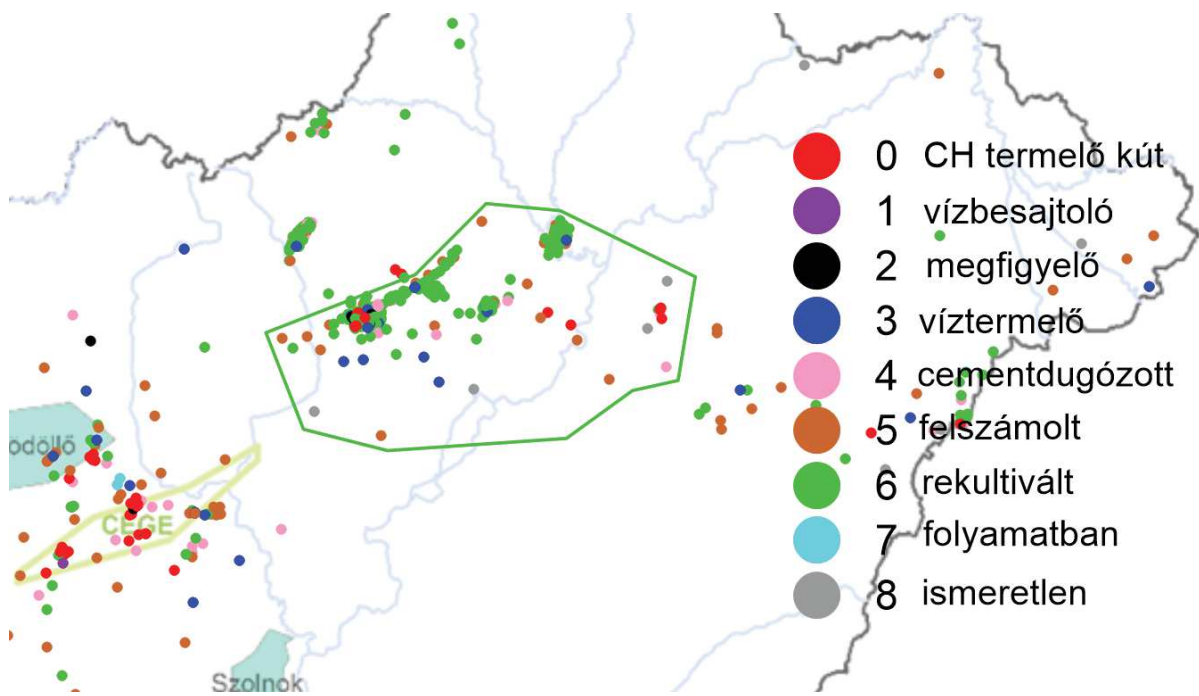 0 CH termelő kút
1 vízbesajtoló
2 megfigyelő
3 víztermelő
4 cementdugózott
5 felszámolt
6 rekultivált
7 folyamatban
8 ismeretlen
odöllő
CEGE
Szolnok